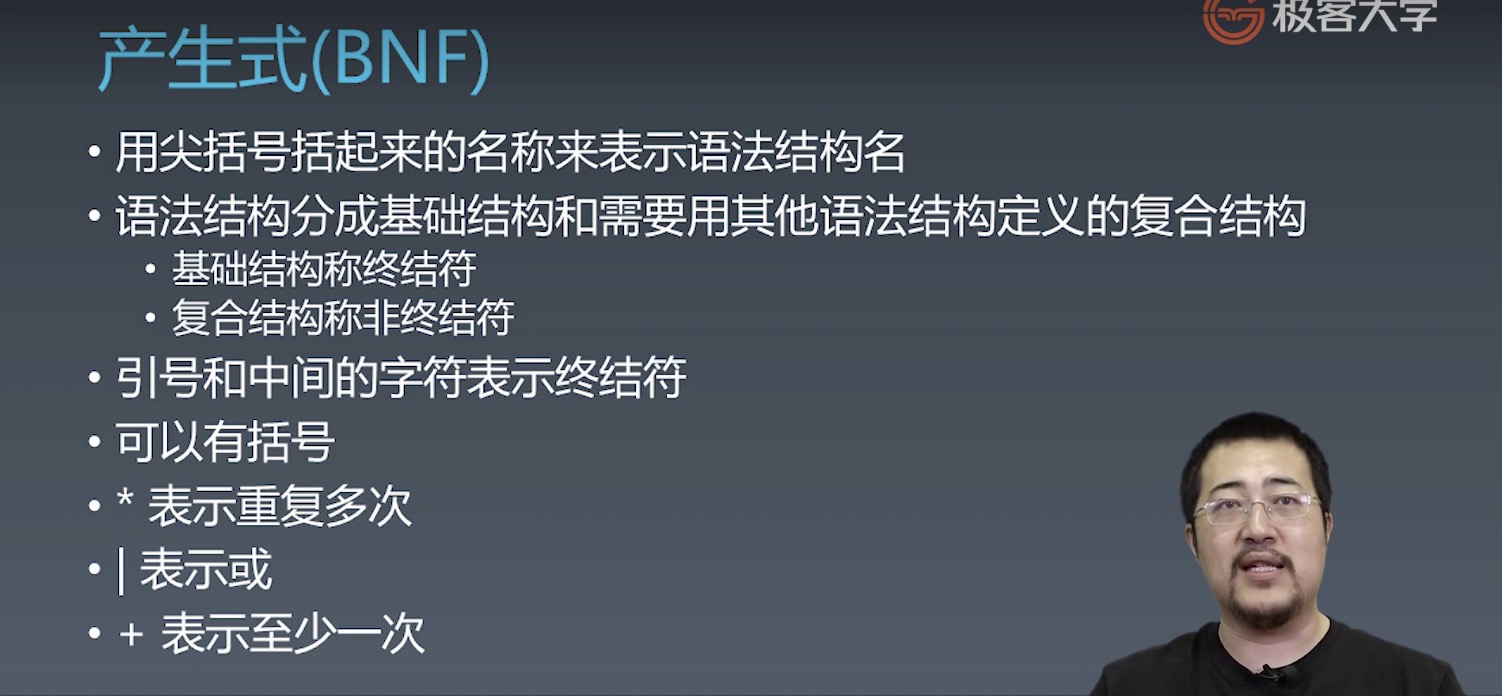 极客大学
产生式(BNF)
• 用尖括号括起来的名称来表示语法结构名
• 语法结构分成基础结构和需要用其他语法结构定义的复合结构
• 基础结构称终结符
• 复合结构称非终结符
• 引号和中间的字符表示终结符
• 可以有括号
• * 表示重复多次
• | 表示或
• + 表示至少一次